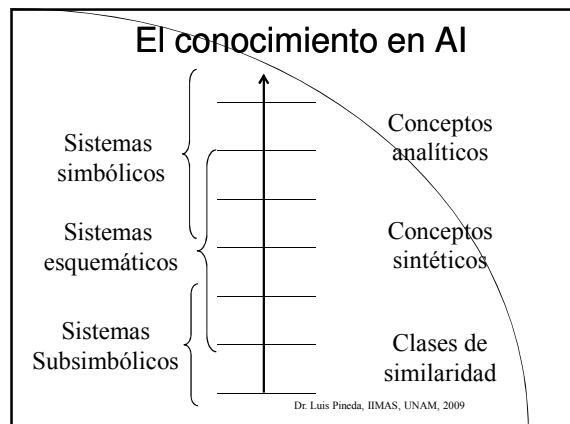 El conocimiento en AI
Sistemas
simbólicos
Conceptos
analíticos
Sistemas
esquemáticos
Conceptos
sintéticos
Sistemas
Subsimbólicos
Clases de
similaridad
Dr. Luis Pineda, IIMAS, UNAM, 2009